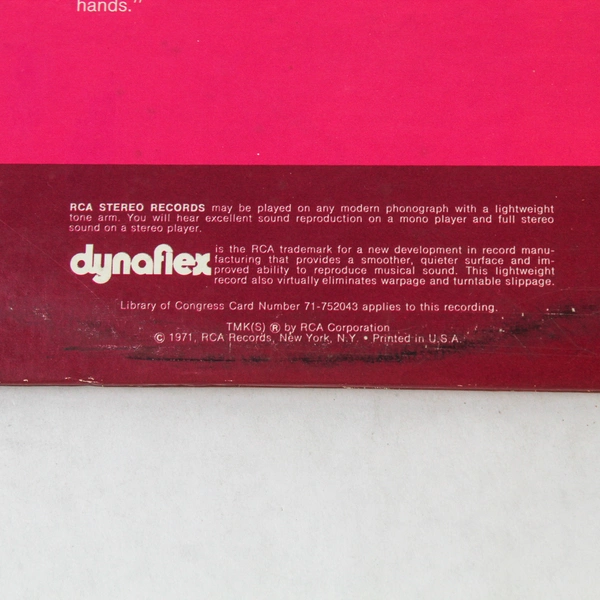 hands."
RCA STEREO RECORDS may be played on any modern phonograph with a lightweight
tone arm. You will hear excellent sound reproduction on a mono player and full stereo
sound on a stereo player.
dynaflex is the RCA trademark for a new development in record manu-
facturing that provides a smoother, quieter surface and im-
proved ability to reproduce musical sound. This lightweight
record also virtually eliminates warpage and turntable slippage.
Library of Congress Card Number 71-752043 applies to this recording.
TMK(S) ® by RCA Corporation
© 1971, RCA Records, New York, N.Y. • Printed in U.S.A.